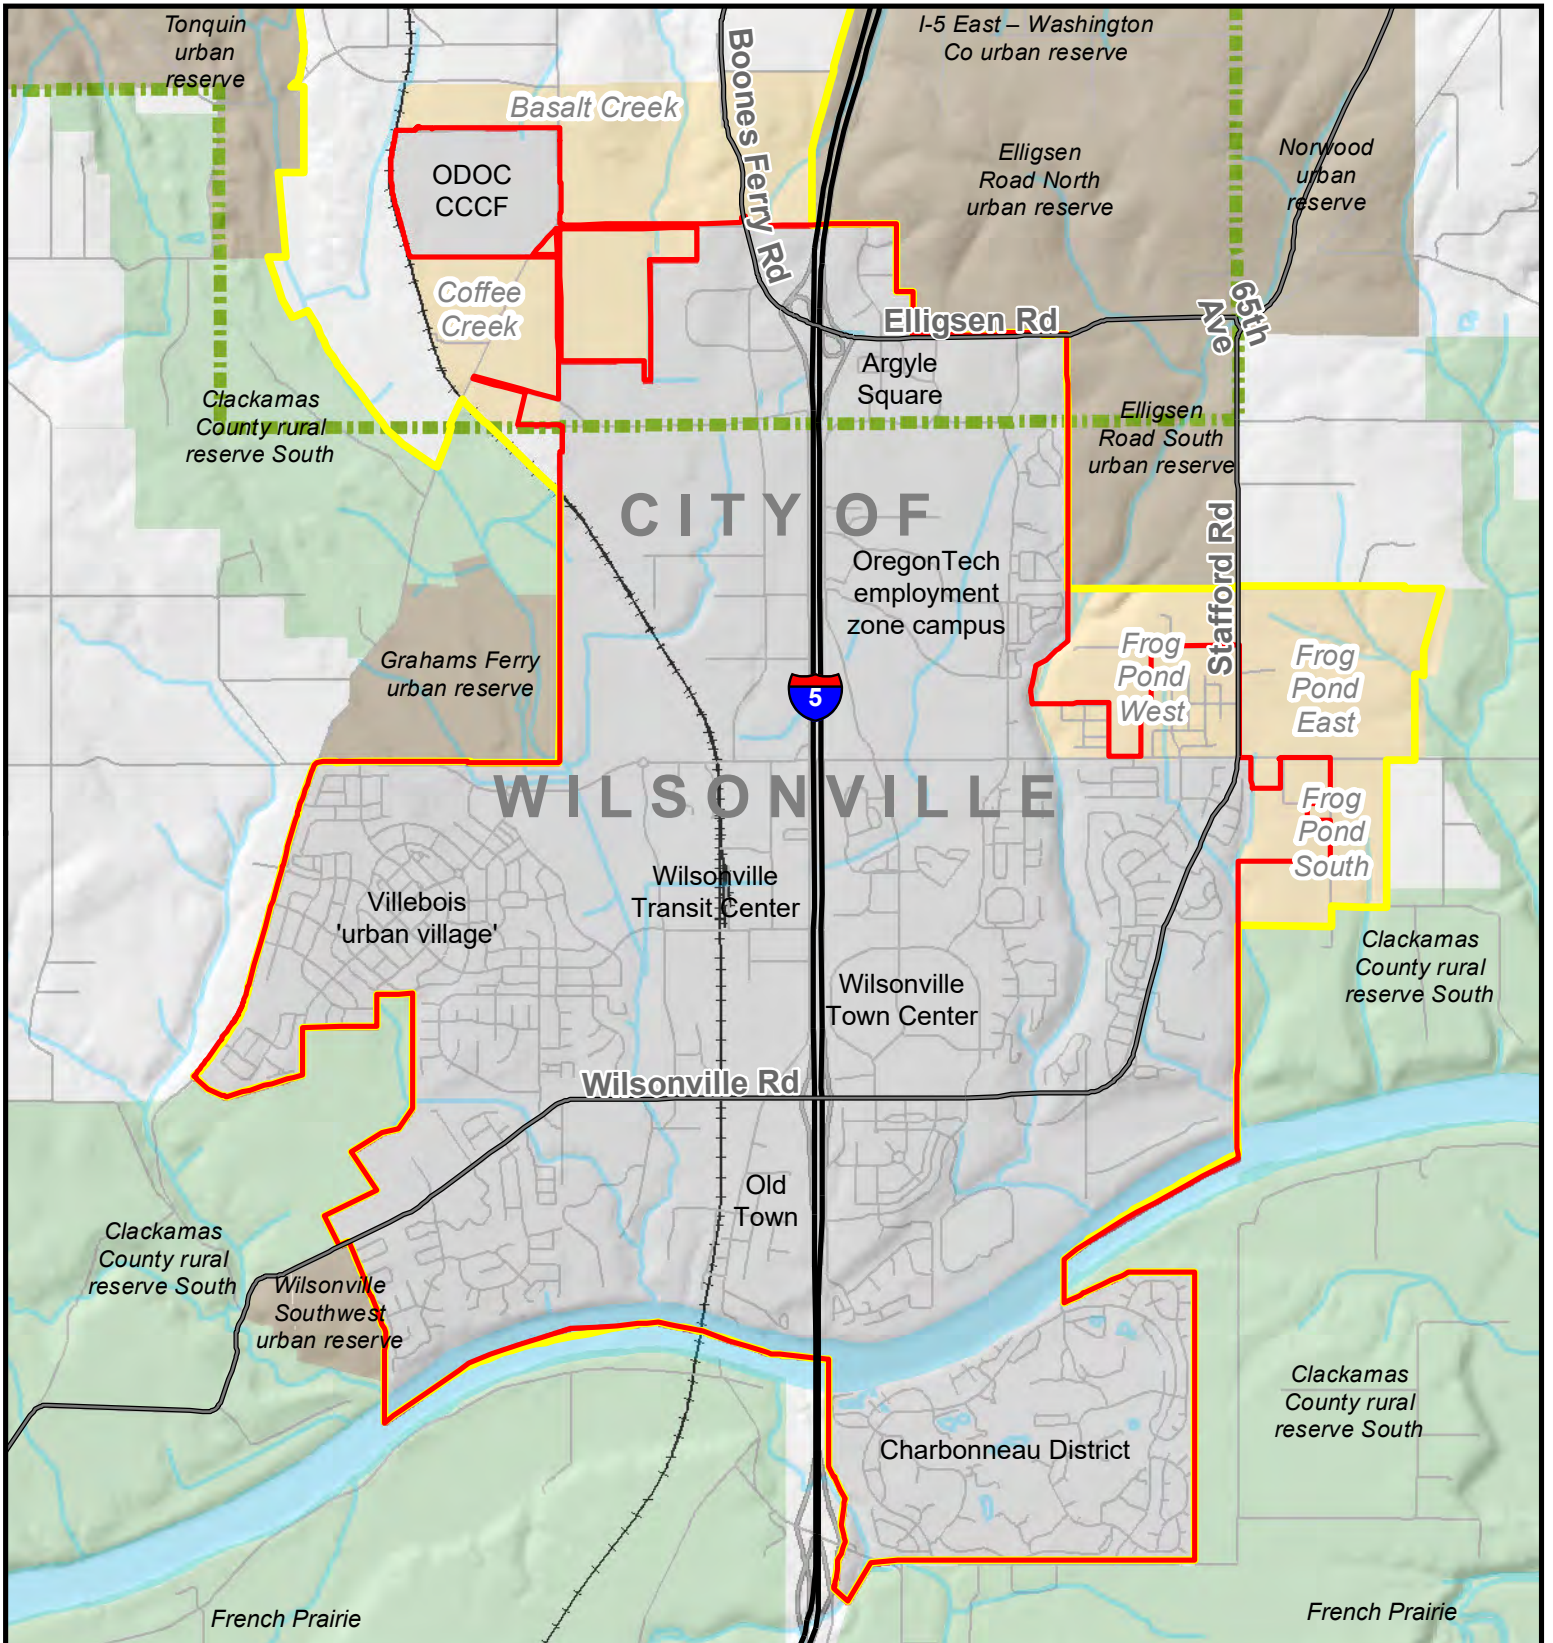 Tonquin
urban
reserve
I-5 East – Washington
Co urban reserve
Basalt Creek
Boones Ferry Rd
ODOC
CCCF
Elligsen
Road North
urban reserve
Norwood
urban
reserve
Coffee
Creek
Elligsen Rd
65th
Ave
Argyle
Square
Clackamas
County rural
reserve South
Elligsen
Road South
urban reserve
CITY OF
OregonTech
employment
zone campus
Stafford Rd
Grahams Ferry
urban reserve
Frog
Pond
West
Frog
Pond
East
5
WILSONVILLE
Frog
Pond
South
Villebois
'urban village'
Wilsonville
Transit Center
Wilsonville
Town Center
Clackamas
County rural
reserve South
Wilsonville Rd
Old
Town
Clackamas
County rural
reserve South
Wilsonville
Southwest
urban reserve
Clackamas
County rural
reserve South
Charbonneau District
French Prairie
French Prairie